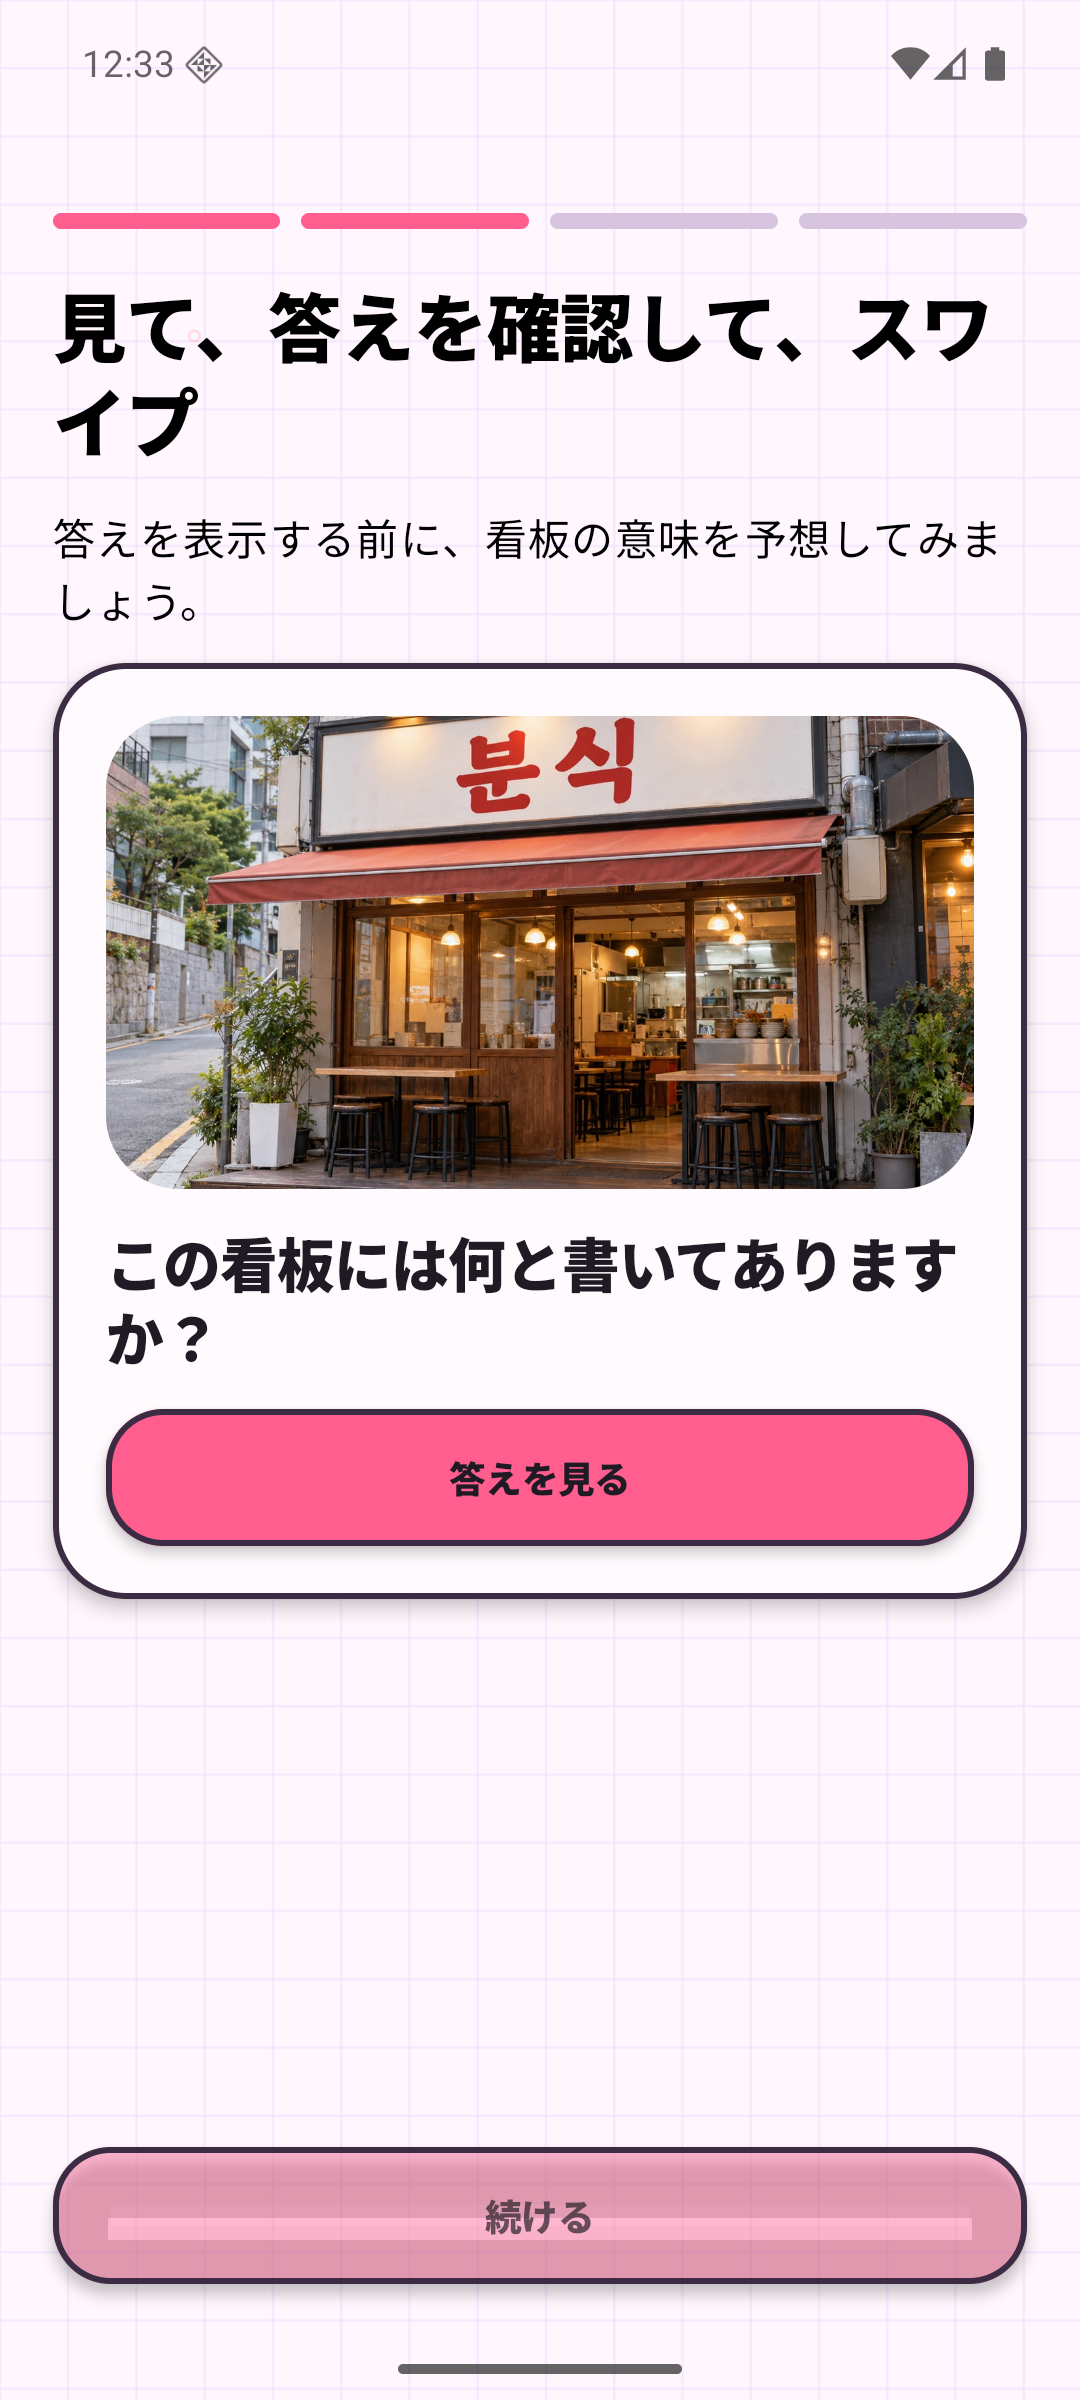 12:33
見て、答えを確認して、スワ
イプ
答えを表示する前に、看板の意味を予想してみま
しょう。
분식
この看板には何と書いてあります
か？
答えを見る
続ける